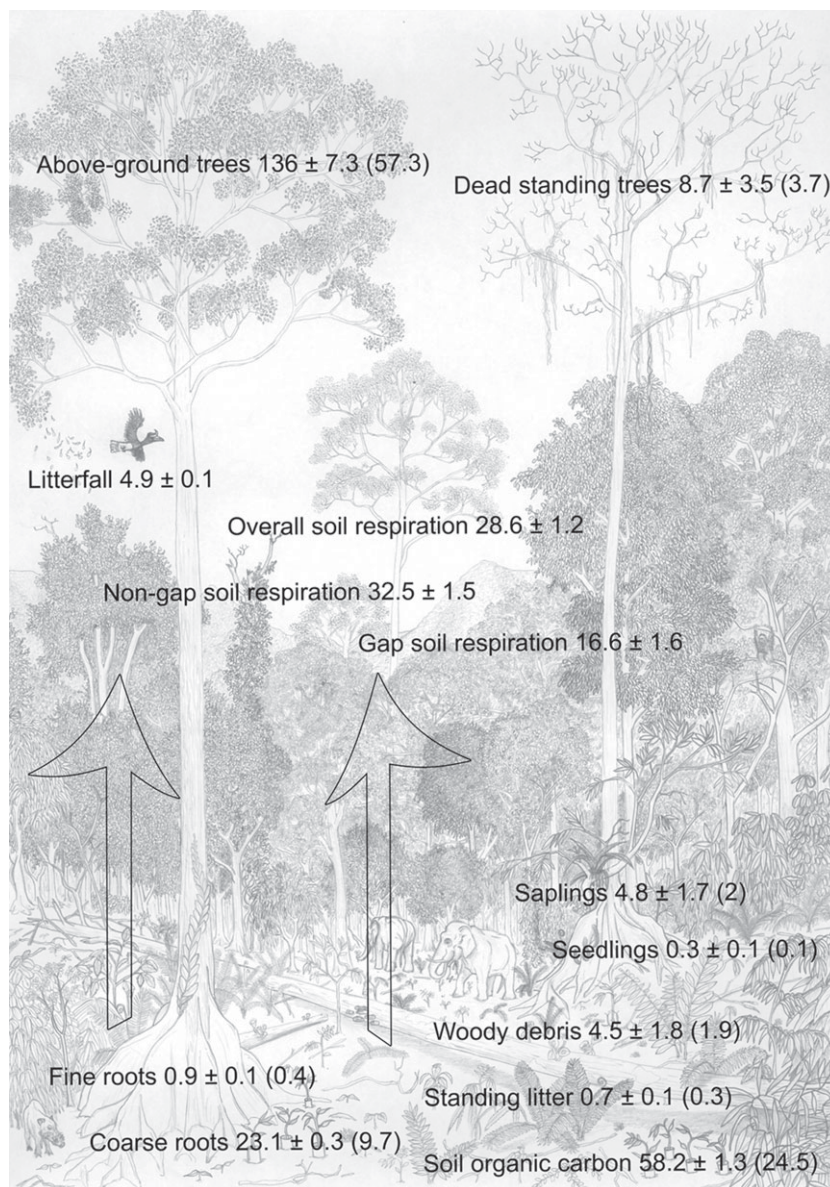 Above-ground trees 136 ± 7.3 (57.3)
Dead standing trees 8.7 ± 3.5 (3.7)
Litterfall 4.9 ± 0.1
Overall soil respiration 28.6 ± 1.2
Non-gap soil respiration 32.5 ± 1.5
Gap soil respiration 16.6 ± 1.6
Saplings 4.8 ± 1.7 (2)
Seedlings 0.3 ± 0.1 (0.1)
Woody debris 4.5 ± 1.8 (1.9)
Fine roots 0.9 ± 0.1 (0.4)
Standing litter 0.7 ± 0.1 (0.3)
Coarse roots 23.1 ± 0.3 (9.7)
Soil organic carbon 58.2 ± 1.3 (24.5)